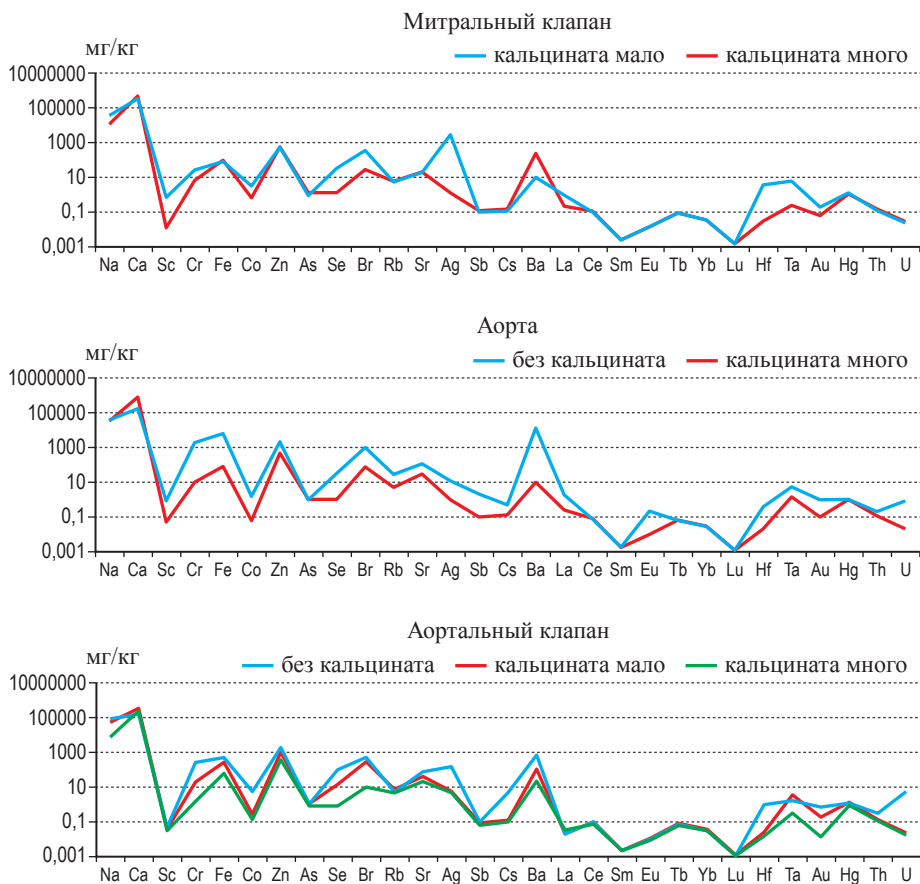 Митральный клапан
мг/кг
кальцината мало кальцината много
10000000
100000
1000
10
0,1
0,001
Na Ca Sc Cr Fe Co Zn As Se Br Rb Sr Ag Sb Cs Ba La Ce Sm Eu Tb Yb Lu Hf Ta Au Hg Th U
Аорта
мг/кг
без кальцината кальцината много
10000000
100000
1000
10
0,1
0,001
Na Ca Sc Cr Fe Co Zn As Se Br Rb Sr Ag Sb Cs Ba La Ce Sm Eu Tb Yb Lu Hf Ta Au Hg Th U
Аортальный клапан
мг/кг
без кальцината кальцината мало кальцината много
10000000
100000
1000
10
0,1
0,001
Na Ca Sc Cr Fe Co Zn As Se Br Rb Sr Ag Sb Cs Ba La Ce Sm Eu Tb Yb Lu Hf Ta Au Hg Th U